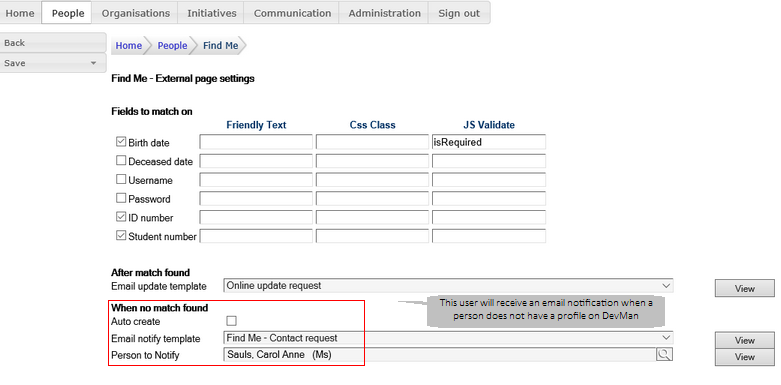 Home People Organisations Initiatives Communication Administration Sign out
Back
Save
Home People Find Me
Find Me - External page settings
Fields to match on
Friendly Text Css Class JS Validate
Birth date isRequired
Deceased date
Username
Password
ID number
Student number
After match found
Email update template Online update request View
When no match found
This user will receive an email notification when a
person does not have a profile on DevMan
Auto create
Email notify template Find Me - Contact request View
Person to Notify Sauls, Carol Anne (Ms) View